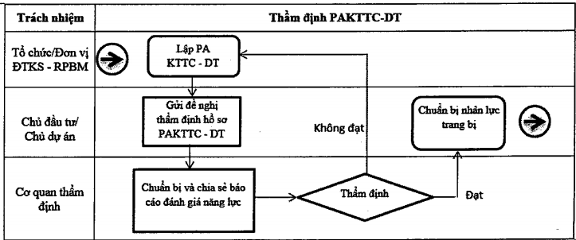 Trách nhiệm
Thẩm định PAKTTC-DT
Tổ chức/Đơn vị
ĐTKS - RPBM
Lập PA
KTTC - DT
Chủ đầu tư/
Chủ dự án
Gửi đề nghị
thẩm định hồ sơ
PAKTTC - DT
Không đạt
Chuẩn bị nhân lực
trang bị
Cơ quan thẩm
định
Chuẩn bị và chia sẻ báo
cáo đánh giá năng lực
Thẩm định
Đạt